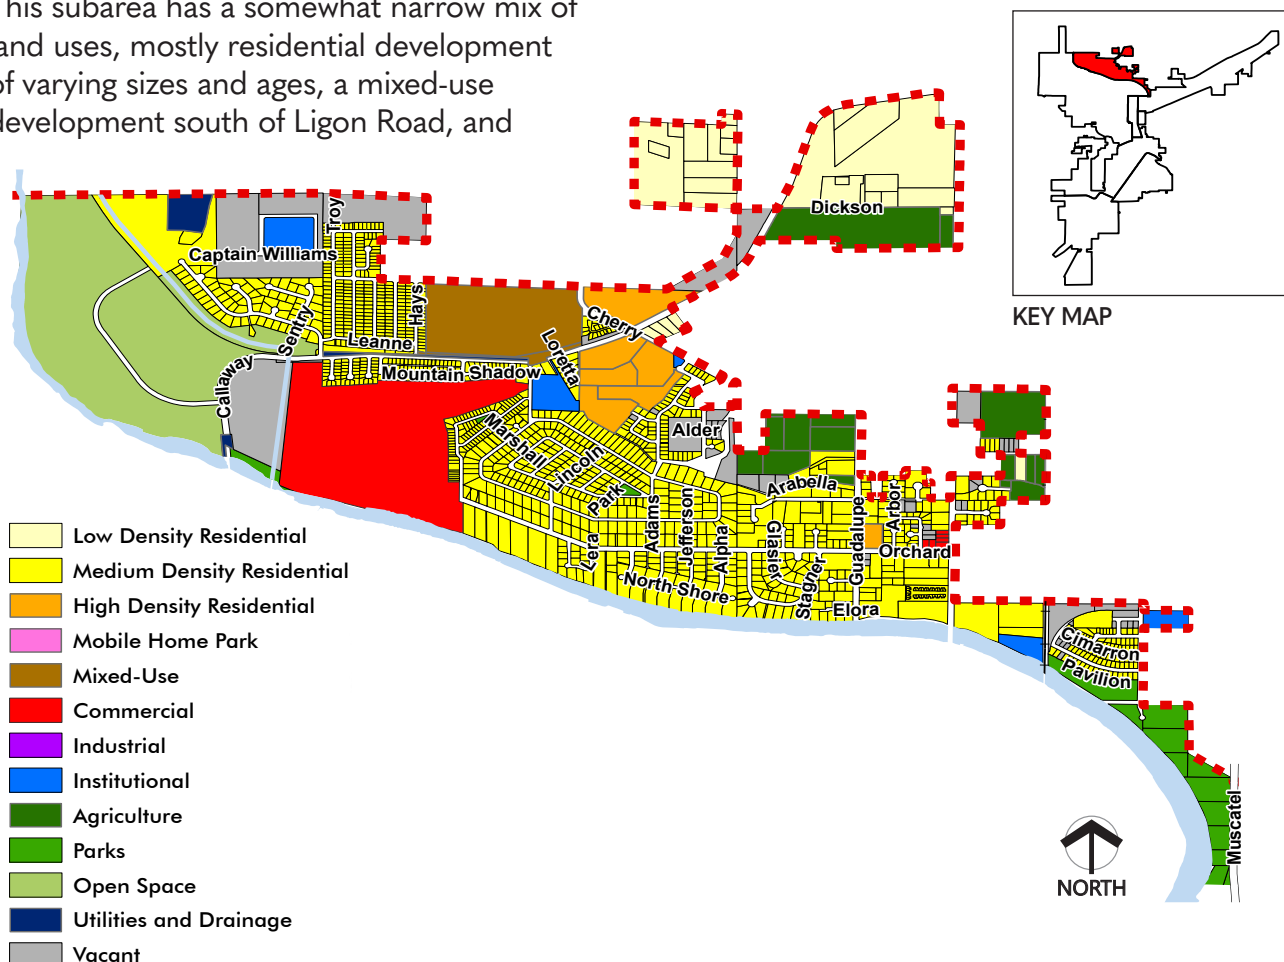 his subarea has a somewhat narrow mix of
and uses, mostly residential development
of varying sizes and ages, a mixed-use
development south of Ligon Road, and
KEY MAP
Dickson
Troy
Captain Williams
Hays
Sentry
Leanne
Cherry
Loretta
Callaway
Mountain Shadow
Alder
Marshall
Lincoln
Park
Arabella
Adams
Jefferson
Alpha
Glaser
Guadalupe
Arbor
Orchard
Lera
North Shore
Stagner
Elora
Cimarron
Pavilion
Muscatel
NORTH
Low Density Residential
Medium Density Residential
High Density Residential
Mobile Home Park
Mixed-Use
Commercial
Industrial
Institutional
Agriculture
Parks
Open Space
Utilities and Drainage
Vacant